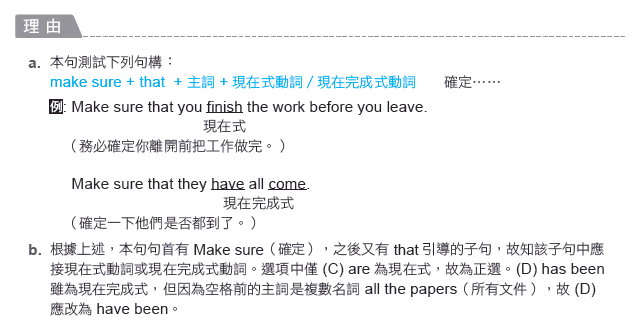 理由
a. 本句測試下列句構：
make sure + that + 主詞 + 現在式動詞 / 現在完成式動詞 確定……
例: Make sure that you finish the work before you leave.
現在式
（務必確定你離開前把工作做完。）
Make sure that they have all come.
現在完成式
（確定一下他們是否都到了。）
b. 根據上述，本句句首有 Make sure（確定），之後又有 that 引導的子句，故知該子句中應
接現在式動詞或現在完成式動詞。選項中僅 (C) are 為現在式，故為正選。(D) has been
雖為現在完成式，但因為空格前的主詞是複數名詞 all the papers（所有文件），故 (D)
應改為 have been。